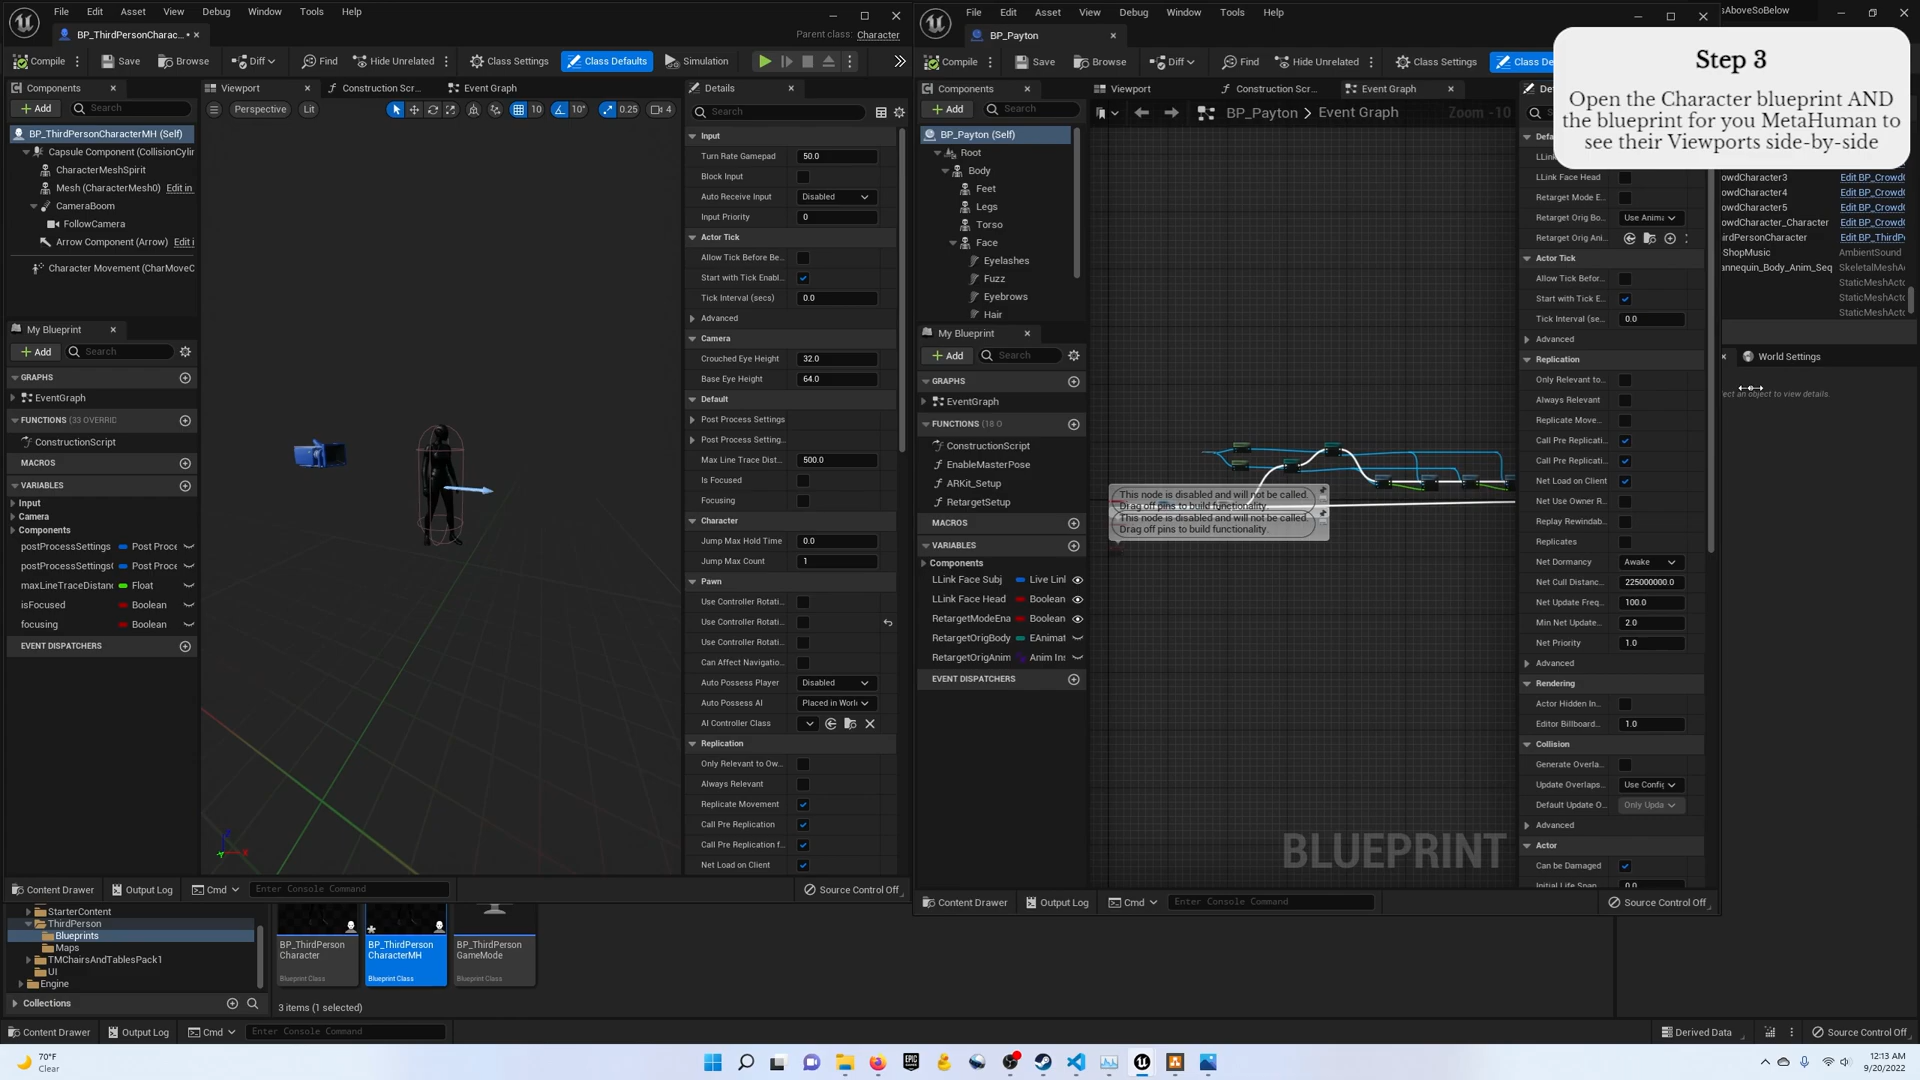 File Edit Asset View Debug Window Tools Help
BP_ThirdPersonCharac...
Parent class: Character
Compile Save Browse Diff Find Hide Unrelated Class Settings Class Defaults Simulation
Components
Add Search
BP_ThirdPersonCharacterMH (Self)
Capsule Component (CollisionCylin
CharacterMeshSpirit
Mesh (CharacterMesh0) Edit in
CameraBoom
FollowCamera
Arrow Component (Arrow) Edit i
Character Movement (CharMoveC
My Blueprint
Add Search
GRAPHS
EventGraph
FUNCTIONS (33 OVERRID
ConstructionScript
MACROS
VARIABLES
Input
Camera
Components
postProcessSettings Post Proce
postProcessSettings Post Proce
maxLineTraceDistan Float
isFocused Boolean
focusing Boolean
EVENT DISPATCHERS
Viewport Construction Scr... Event Graph
Perspective Lit 10 10° 0.25 4
Details
Search
Input
Turn Rate Gamepad 50.0
Block Input
Auto Receive Input Disabled
Input Priority 0
Actor Tick
Allow Tick Before Be...
Start with Tick Enabl...
Tick Interval (secs) 0.0
Advanced
Camera
Crouched Eye Height 32.0
Base Eye Height 64.0
Default
Post Process Settings
Post Process Setting...
Max Line Trace Dist... 500.0
Is Focused
Focusing
Character
Jump Max Hold Time 0.0
Jump Max Count 1
Pawn
Use Controller Rotati...
Use Controller Rotati...
Use Controller Rotati...
Can Affect Navigatio...
Auto Possess Player Disabled
Auto Possess AI Placed in Worl
AI Controller Class
Replication
Only Relevant to Ow...
Always Relevant
Replicate Movement
Call Pre Replication
Call Pre Replication f...
Net Load on Client
Content Drawer Output Log Cmd Enter Console Command Source Control Off
File Edit Asset View Debug Window Tools Help
BP_Payton
Compile Save Browse Diff Find Hide Unrelated Class Settings Class De
Components
Add Search
BP_Payton (Self)
Root
Body
Feet
Legs
Torso
Face
Eyelashes
Fuzz
Eyebrows
Hair
My Blueprint
Add Search
GRAPHS
EventGraph
FUNCTIONS (18 O
ConstructionScript
EnableMasterPose
ARKit_Setup
RetargetSetup
MACROS
VARIABLES
Components
LLink Face Subj Live Linl
LLink Face Head Boolean
RetargetModeEna Boolean
RetargetOrigBody EAnimat
RetargetOrigAnim Anim Ins
EVENT DISPATCHERS
Viewport Construction Scr... Event Graph
BP_Payton > Event Graph Zoom -10
This node is disabled and will not be called.
Drag off pins to build functionality.
This node is disabled and will not be called.
Drag off pins to build functionality.
BLUEPRINT
LLink Face Head
Retarget Mode E...
Retarget Orig Bo... Use Anima
Retarget Orig Ani...
Actor Tick
Allow Tick Befor...
Start with Tick E...
Tick Interval (se... 0.0
Advanced
Replication
Only Relevant to...
Always Relevant
Replicate Move...
Call Pre Replicati...
Call Pre Replicati...
Net Load on Client
Net Use Owner R...
Replay Rewindab...
Replicates
Net Dormancy Awake
Net Cull Distanc... 225000000.0
Net Update Freq... 100.0
Min Net Update... 2.0
Net Priority 1.0
Advanced
Rendering
Actor Hidden In...
Editor Billboard... 1.0
Collision
Generate Overla...
Update Overlaps... Use Config
Default Update O... Only Upda
Advanced
Actor
Can be Damaged
Initial Life Span 0.0
Content Drawer Output Log Cmd Enter Console Command Source Control Off
sAboveSoBelow
Step 3
Open the Character blueprint AND
the blueprint for you MetaHuman to
see their Viewports side-by-side
owdCharacter3 Edit BP_Crowd
owdCharacter4 Edit BP_Crowd
owdCharacter5 Edit BP_Crowd
owdCharacter_Character Edit BP_Crowd
irdPersonCharacter Edit BP_ThirdP
ShopMusic AmbientSound
annequin_Body_Anim_Seq SkeletalMeshA
StaticMeshActo
StaticMeshActo
StaticMeshActo
World Settings
ect an object to view details.
StarterContent
ThirdPerson
Blueprints
Maps
TMChairsAndTablesPack1
UI
Engine
Collections
BP_ThirdPerson
Character
Blueprint Class
BP_ThirdPerson
CharacterMH
Blueprint Class
BP_ThirdPerson
GameMode
Blueprint Class
3 items (1 selected)
Content Drawer Output Log Cmd Enter Console Command Derived Data Source Control Off
70°F
Clear
12:13 AM
9/20/2022